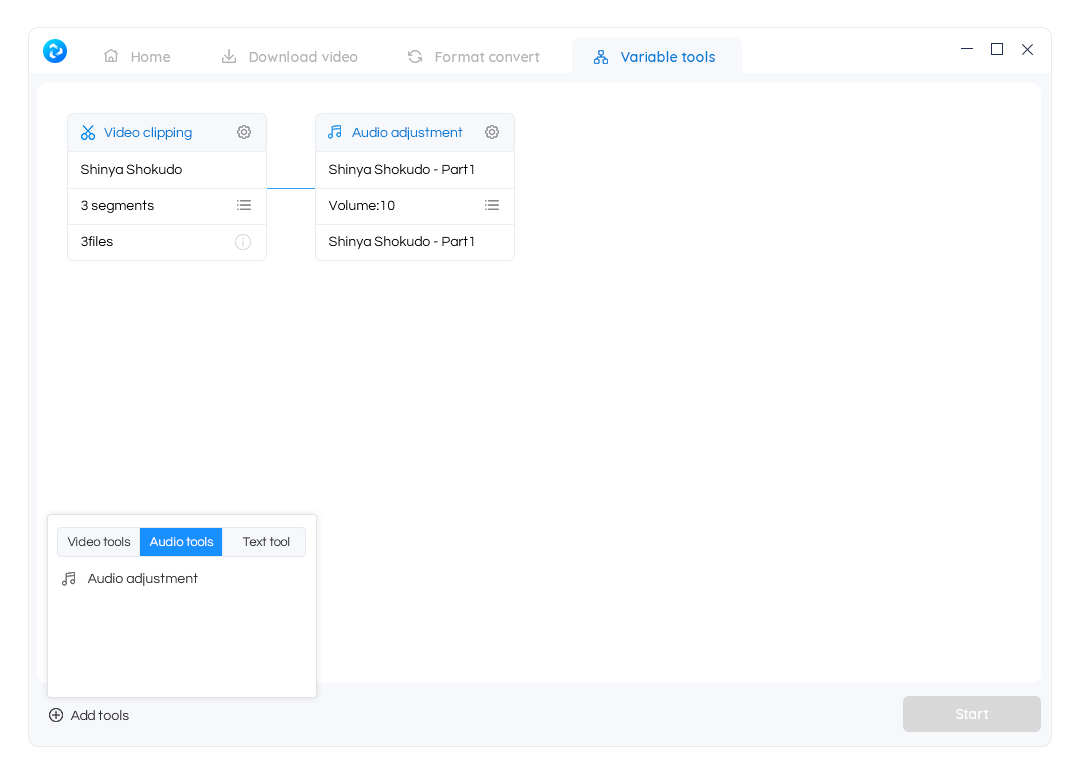 Home
Download video
Format convert
Variable tools
Video clipping
Shinya Shokudo
3 segments
3files
Audio adjustment
Shinya Shokudo - Part1
Volume:10
Shinya Shokudo - Part1
Video tools
Audio tools
Text tool
Audio adjustment
Add tools
Start